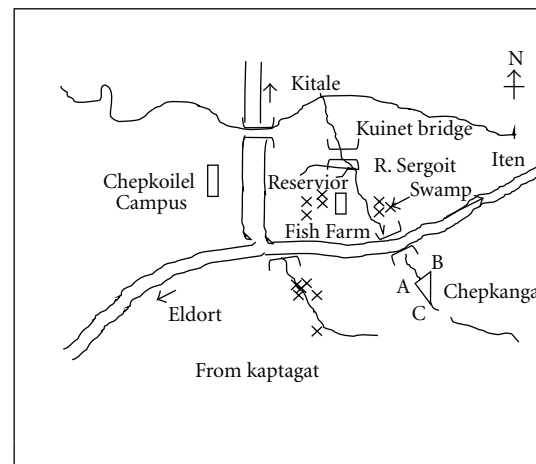 N
Kitale
Kuinet bridge
R. Sergoit
Iten
Chepkoilel
Campus
Reservior
Swamp
Fish Farm
B
A
Chepkanga
C
Eldort
From kaptagat